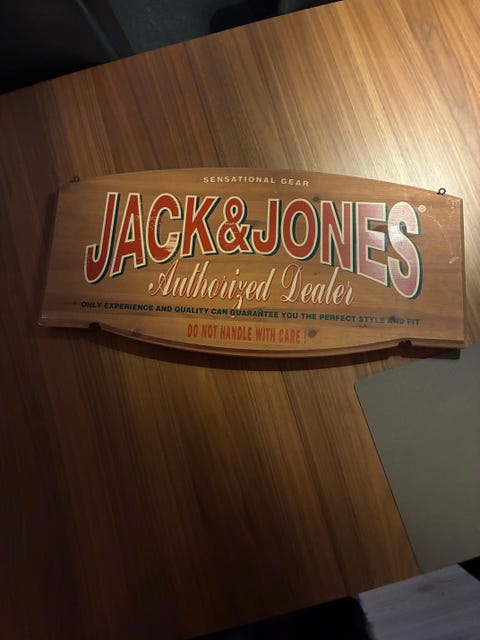 SENSATIONAL GEAR
JACK&JONES®
Authorized Dealer
ONLY EXPERIENCE AND QUALITY CAN GUARANTEE YOU THE PERFECT STYLE AND FIT
DO NOT HANDLE WITH CARE!